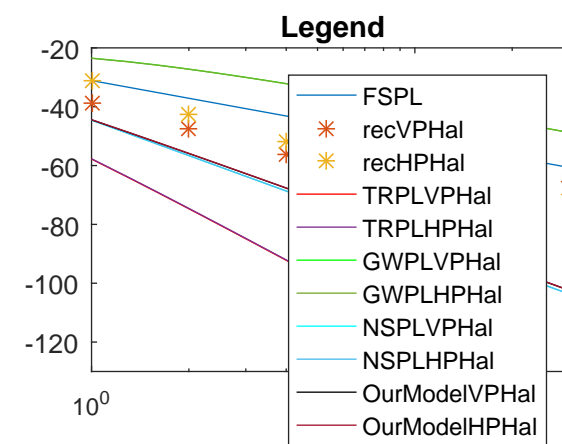 Legend
-20
-40
-60
-80
-100
-120
10^0
FSPL
recVPHal
recHPHal
TRPLVPHal
TRPLHPHal
GWPLVPHal
GWPLHPHal
NSPLVPHal
NSPLHPHal
OurModelVPHal
OurModelHPHal